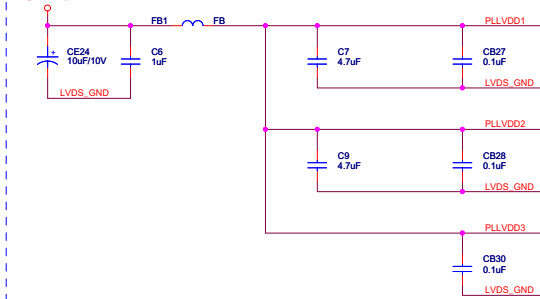 FB1 FB PLLVDD1
CE24 C6 C7 CB27
10uF/10V 1uF 4.7uF 0.1uF
+
LVDS_GND LVDS_GND
PLLVDD2
C9 CB28
4.7uF 0.1uF
LVDS_GND
PLLVDD3
CB30
0.1uF
LVDS_GND